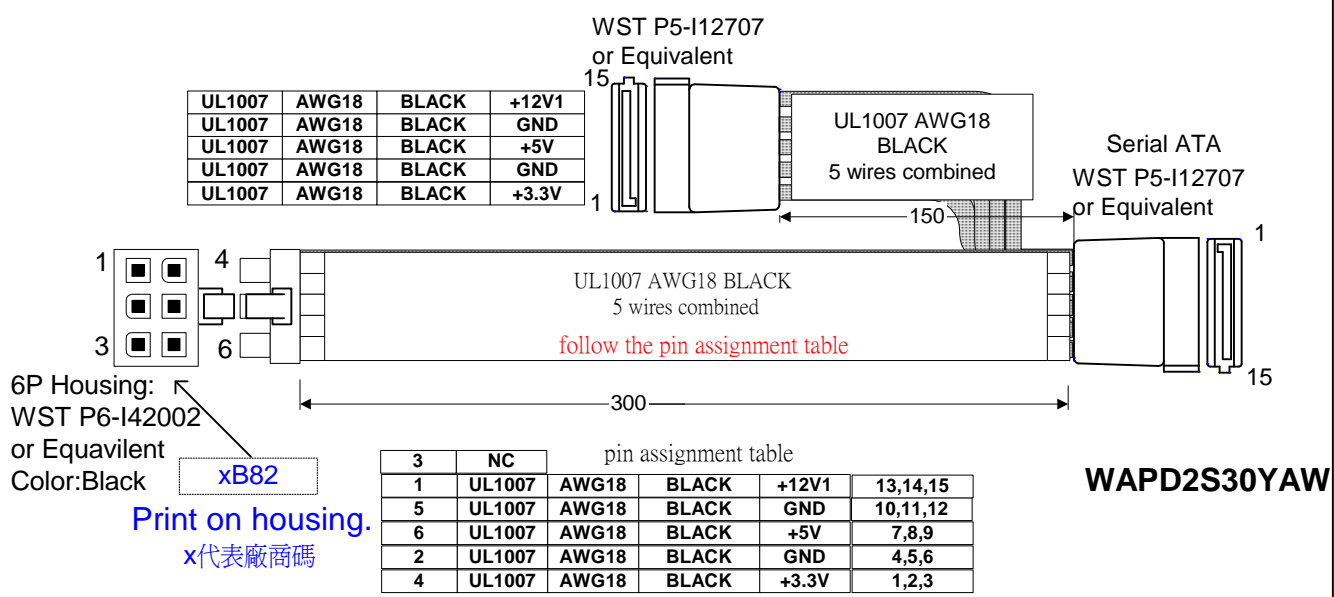 WST P5-I12707
or Equivalent
15
1
UL1007 AWG18 BLACK +12V1
UL1007 AWG18 BLACK GND
UL1007 AWG18 BLACK +5V
UL1007 AWG18 BLACK GND
UL1007 AWG18 BLACK +3.3V
UL1007 AWG18
BLACK
5 wires combined
Serial ATA
WST P5-I12707
or Equivalent
150
1
15
1
4
3
6
UL1007 AWG18 BLACK
5 wires combined
follow the pin assignment table
300
6P Housing:
WST P6-I42002
or Equavilent
Color:Black
xB82
Print on housing.
x代表廠商碼
pin assignment table
3 NC
1 UL1007 AWG18 BLACK +12V1 13,14,15
5 UL1007 AWG18 BLACK GND 10,11,12
6 UL1007 AWG18 BLACK +5V 7,8,9
2 UL1007 AWG18 BLACK GND 4,5,6
4 UL1007 AWG18 BLACK +3.3V 1,2,3
WAPD2S30YAW